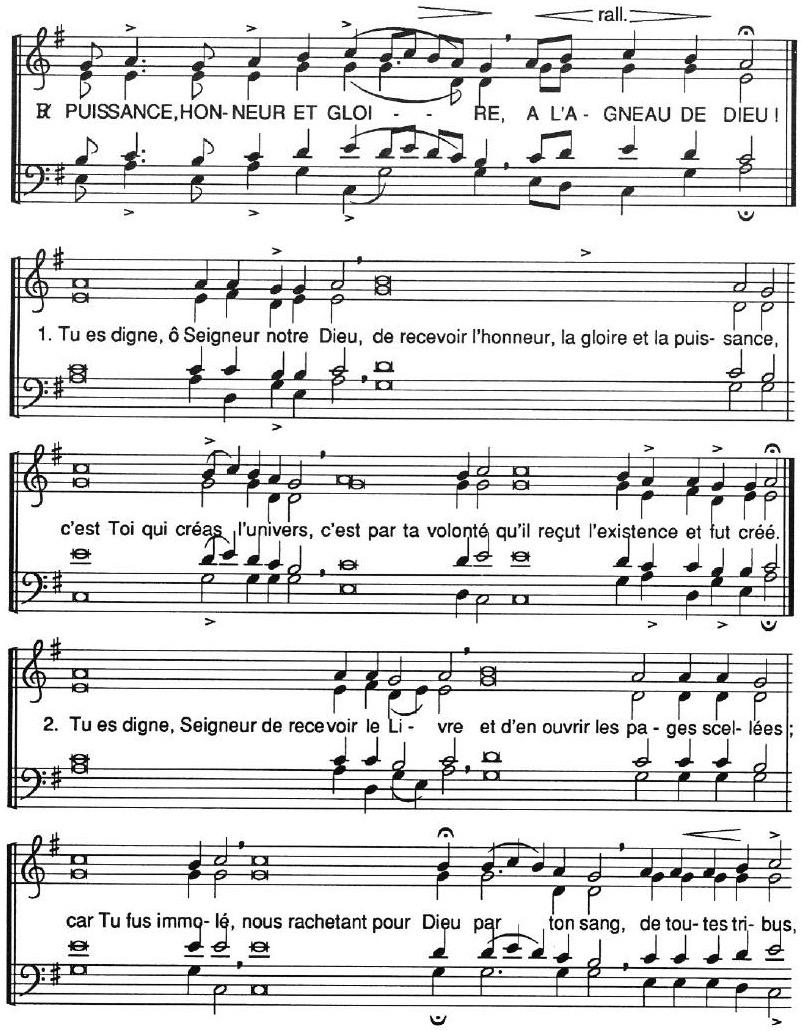 rall.
℟ PUISSANCE, HON-NEUR ET GLOI - - - RE, A L'A - GNEAU DE DIEU !
1. Tu es digne, ô Seigneur notre Dieu, de recevoir l'honneur, la gloire et la puis- sance,
c'est Toi qui créas l'univers, c'est par ta volonté qu'il reçut l'existence et fut créé.
2. Tu es digne, Seigneur de recevoir le Li - vre et d'en ouvrir les pa - ges scel- lées ;
car Tu fus immo- lé, nous rachetant pour Dieu par ton sang, de tou- tes tri- bus,